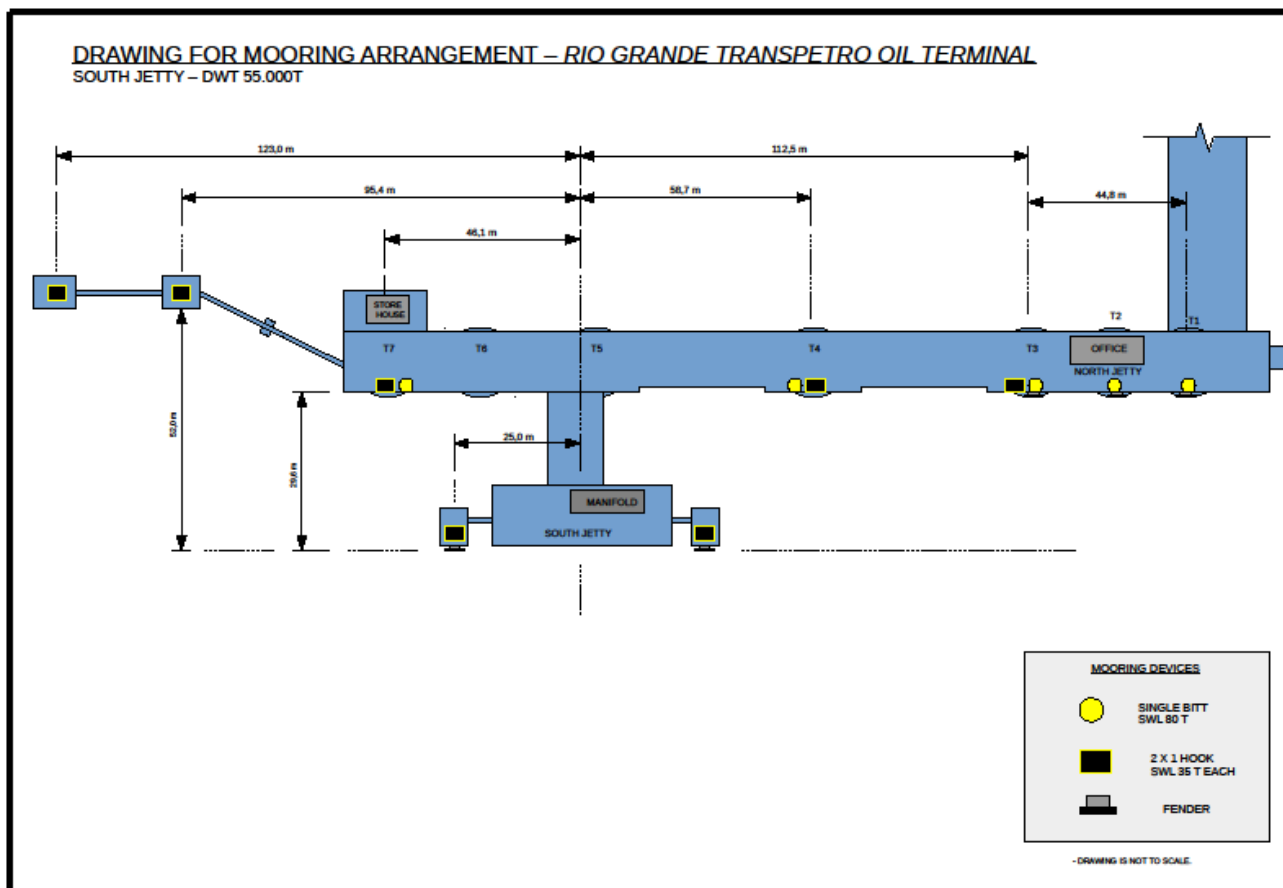 DRAWING FOR MOORING ARRANGEMENT – RIO GRANDE TRANSPETRO OIL TERMINAL
SOUTH JETTY – DWT 55.000T
123,0 m
112,5 m
95,4 m
58,7 m
44,8 m
46,1 m
STORE
HOUSE
T2
T1
T7
T6
T5
T4
T3
OFFICE
NORTH JETTY
52,0 m
29,6 m
25,0 m
MANIFOLD
SOUTH JETTY
MOORING DEVICES
SINGLE BITT
SWL 80 T
2 X 1 HOOK
SWL 35 T EACH
FENDER
- DRAWING IS NOT TO SCALE.